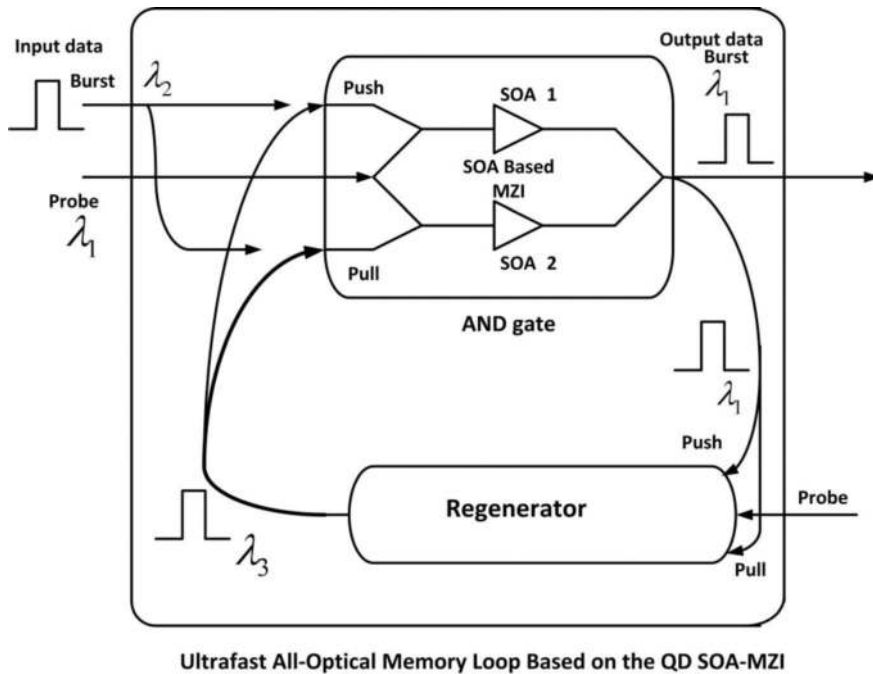 Input data
Burst
λ₂
Probe
λ₁
Push
SOA 1
SOA Based
MZI
SOA 2
Pull
AND gate
Output data
Burst
λ₁
λ₁
Push
Probe
Pull
Regenerator
λ₃
Ultrafast All-Optical Memory Loop Based on the QD SOA-MZI